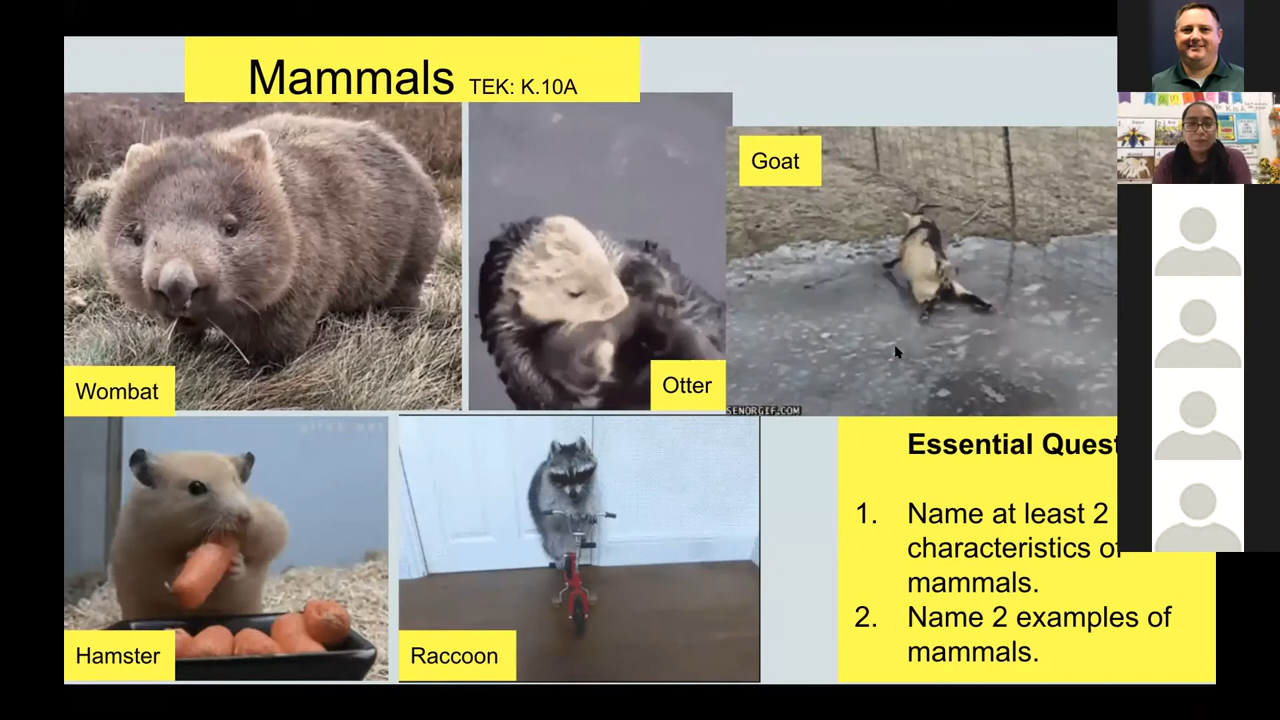 Mammals TEK: K.10A
Goat
Wombat
Otter
SENORGIF.COM
Hamster
Raccoon
Essential Quest
1. Name at least 2
characteristics of
mammals.
2. Name 2 examples of
mammals.